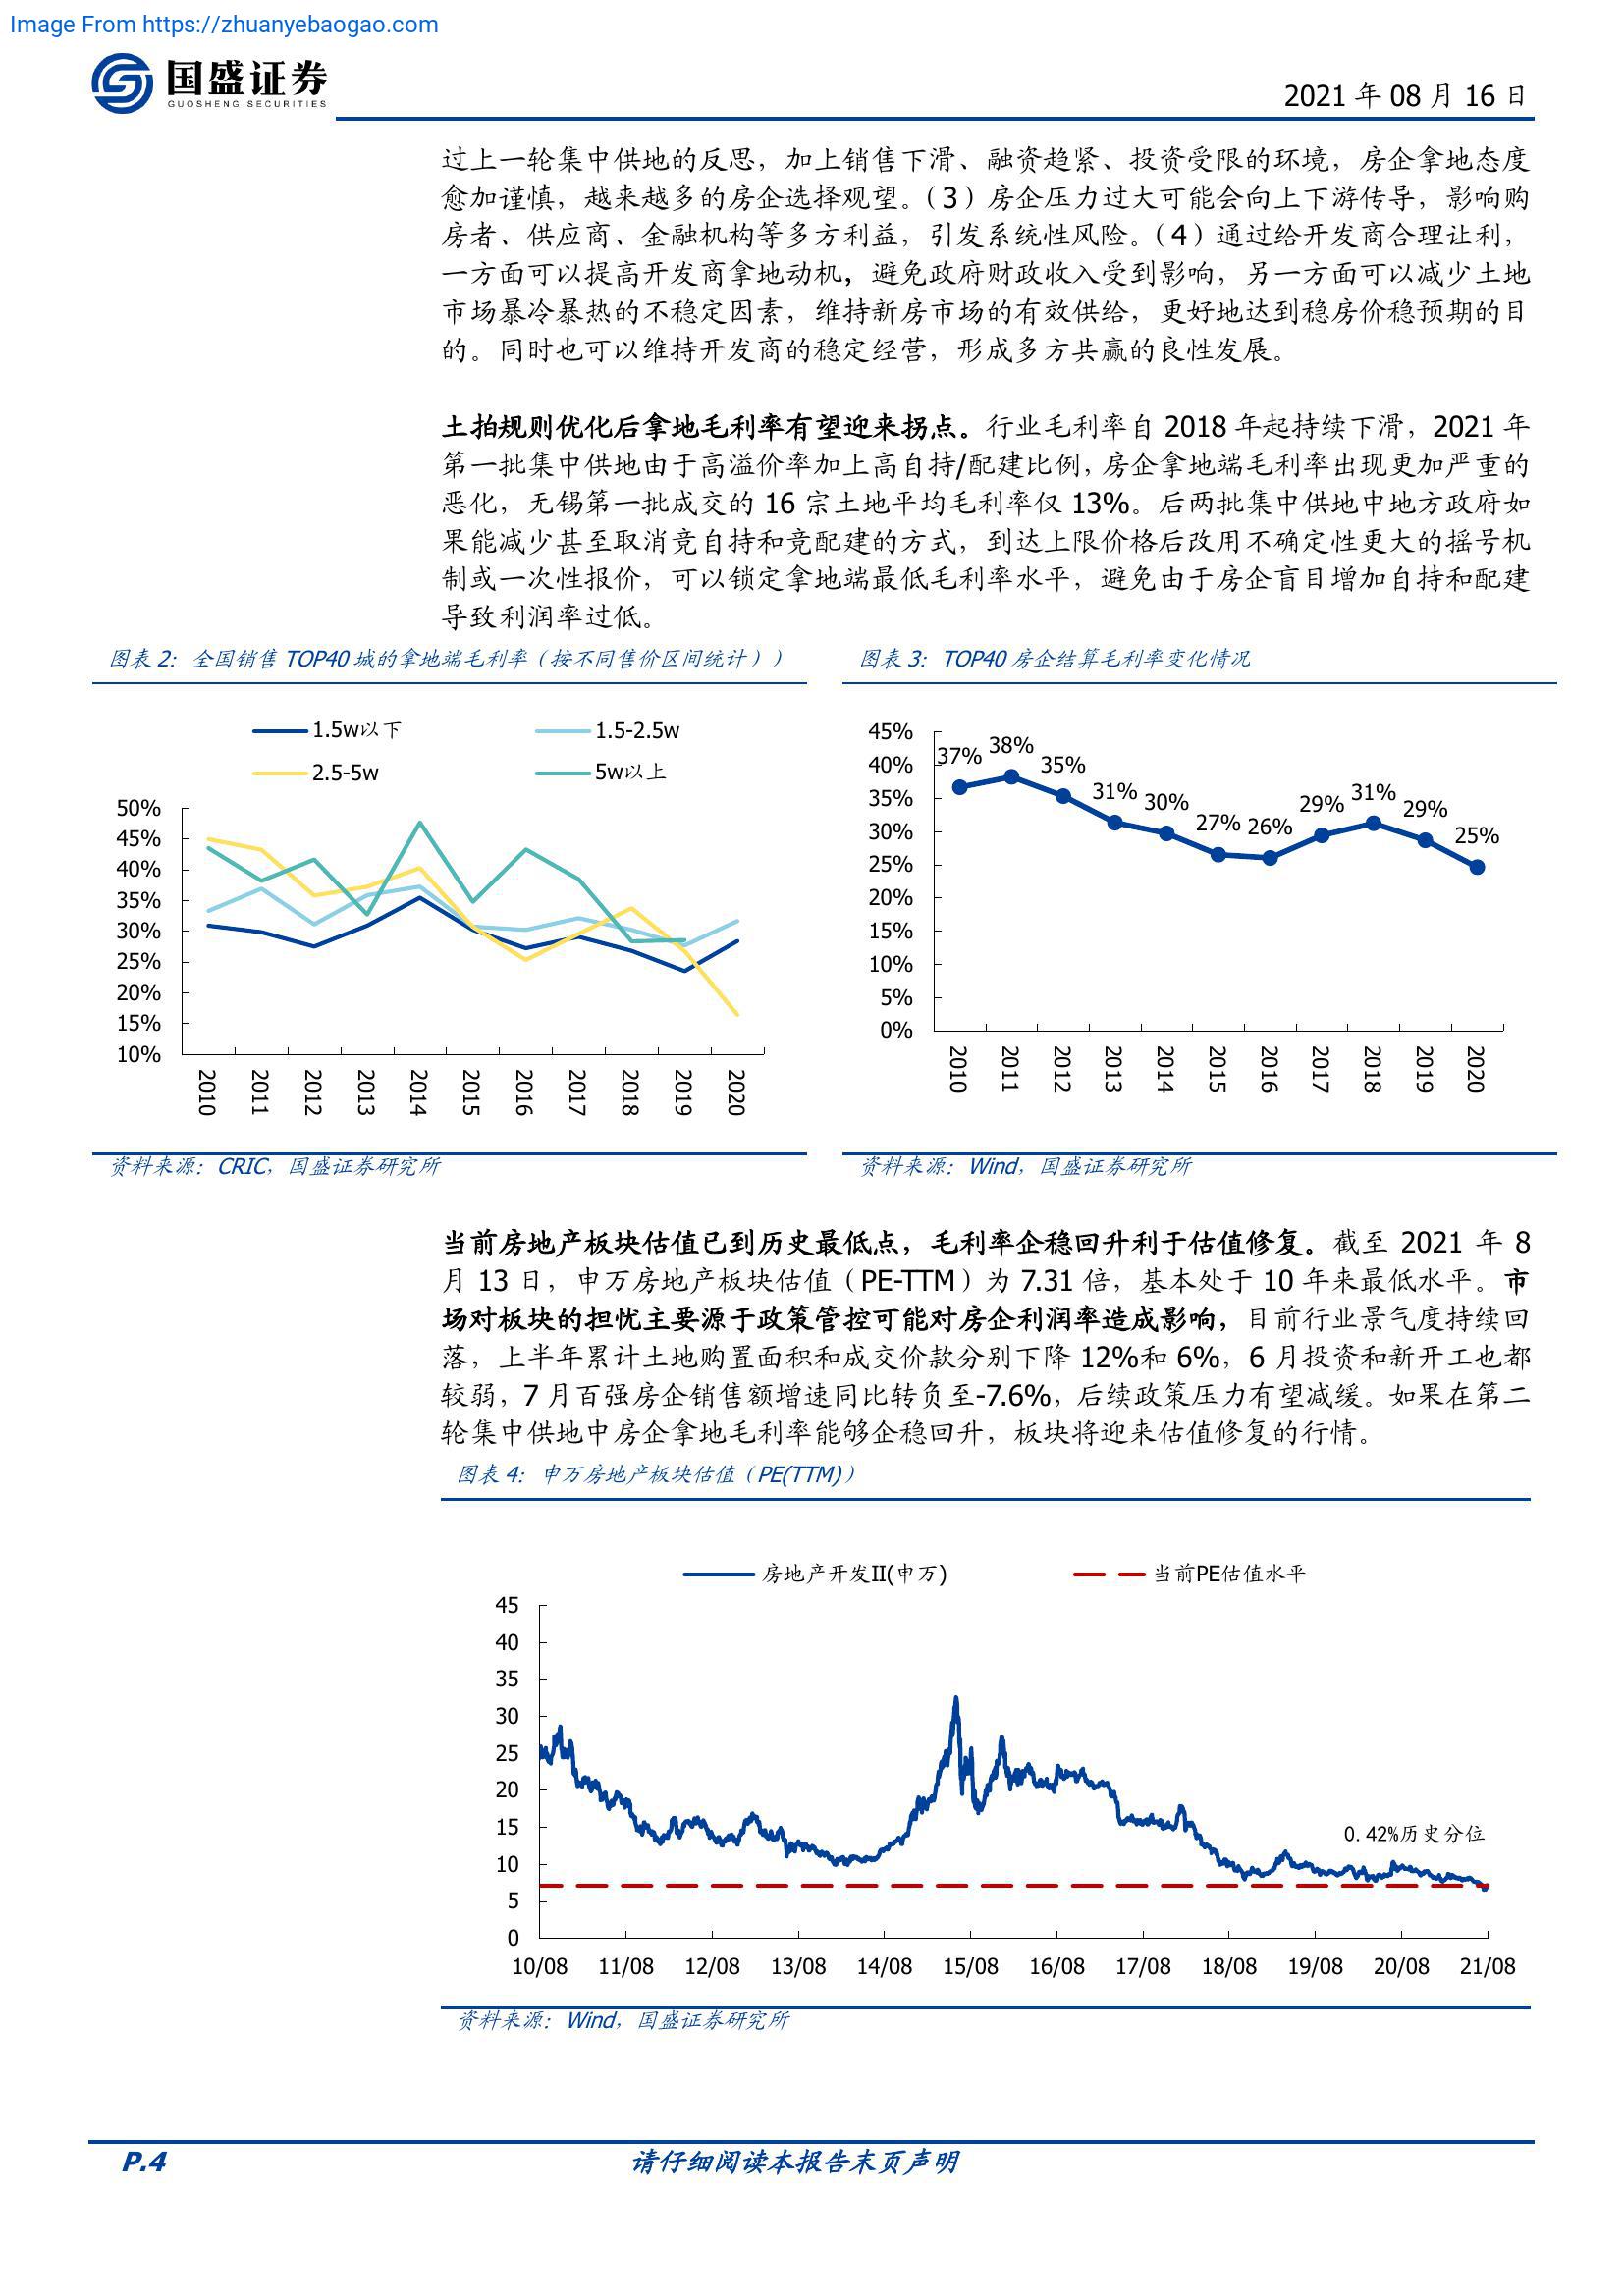 Image From https://zhuanyebaogao.com
国盛证券
GUOSHENG SECURITIES
2021 年 08 月 16 日
过上一轮集中供地的反思，加上销售下滑、融资趋紧、投资受限的环境，房企拿地态度
愈加谨慎，越来越多的房企选择观望。（3）房企压力过大可能会向上下游传导，影响购
房者、供应商、金融机构等多方利益，引发系统性风险。（4）通过给开发商合理让利，
一方面可以提高开发商拿地动机，避免政府财政收入受到影响，另一方面可以减少土地
市场暴冷暴热的不稳定因素，维持新房市场的有效供给，更好地达到稳房价稳预期的目
的。同时也可以维持开发商的稳定经营，形成多方共赢的良性发展。
土拍规则优化后拿地毛利率有望迎来拐点。行业毛利率自 2018 年起持续下滑，2021 年
第一批集中供地由于高溢价率加上高自持/配建比例，房企拿地端毛利率出现更加严重的
恶化，无锡第一批成交的 16 宗土地平均毛利率仅 13%。后两批集中供地中地方政府如
果能减少甚至取消竞自持和竞配建的方式，到达上限价格后改用不确定性更大的摇号机
制或一次性报价，可以锁定拿地端最低毛利率水平，避免由于房企盲目增加自持和配建
导致利润率过低。
图表 2：全国销售 TOP40 城的拿地端毛利率（按不同售价区间统计））
1.5w以下
1.5-2.5w
2.5-5w
5w以上
50%
45%
40%
35%
30%
25%
20%
15%
10%
2010
2011
2012
2013
2014
2015
2016
2017
2018
2019
2020
资料来源：CRIC，国盛证券研究所
图表 3：TOP40 房企结算毛利率变化情况
45%
40%
35%
30%
25%
20%
15%
10%
5%
0%
37%
38%
35%
31%
30%
27%
26%
29%
31%
29%
25%
2010
2011
2012
2013
2014
2015
2016
2017
2018
2019
2020
资料来源：Wind，国盛证券研究所
当前房地产板块估值已到历史最低点，毛利率企稳回升利于估值修复。截至 2021 年 8
月 13 日，申万房地产板块估值（PE-TTM）为 7.31 倍，基本处于 10 年来最低水平。市
场对板块的担忧主要源于政策管控可能对房企利润率造成影响，目前行业景气度持续回
落，上半年累计土地购置面积和成交价款分别下降 12%和 6%，6 月投资和新开工也都
较弱，7 月百强房企销售额增速同比转负至-7.6%，后续政策压力有望减缓。如果在第二
轮集中供地中房企拿地毛利率能够企稳回升，板块将迎来估值修复的行情。
图表 4：申万房地产板块估值（PE(TTM)）
房地产开发II(申万)
当前PE估值水平
45
40
35
30
25
20
15
10
5
0
0.42%历史分位
10/08
11/08
12/08
13/08
14/08
15/08
16/08
17/08
18/08
19/08
20/08
21/08
资料来源：Wind，国盛证券研究所
P.4
请仔细阅读本报告末页声明